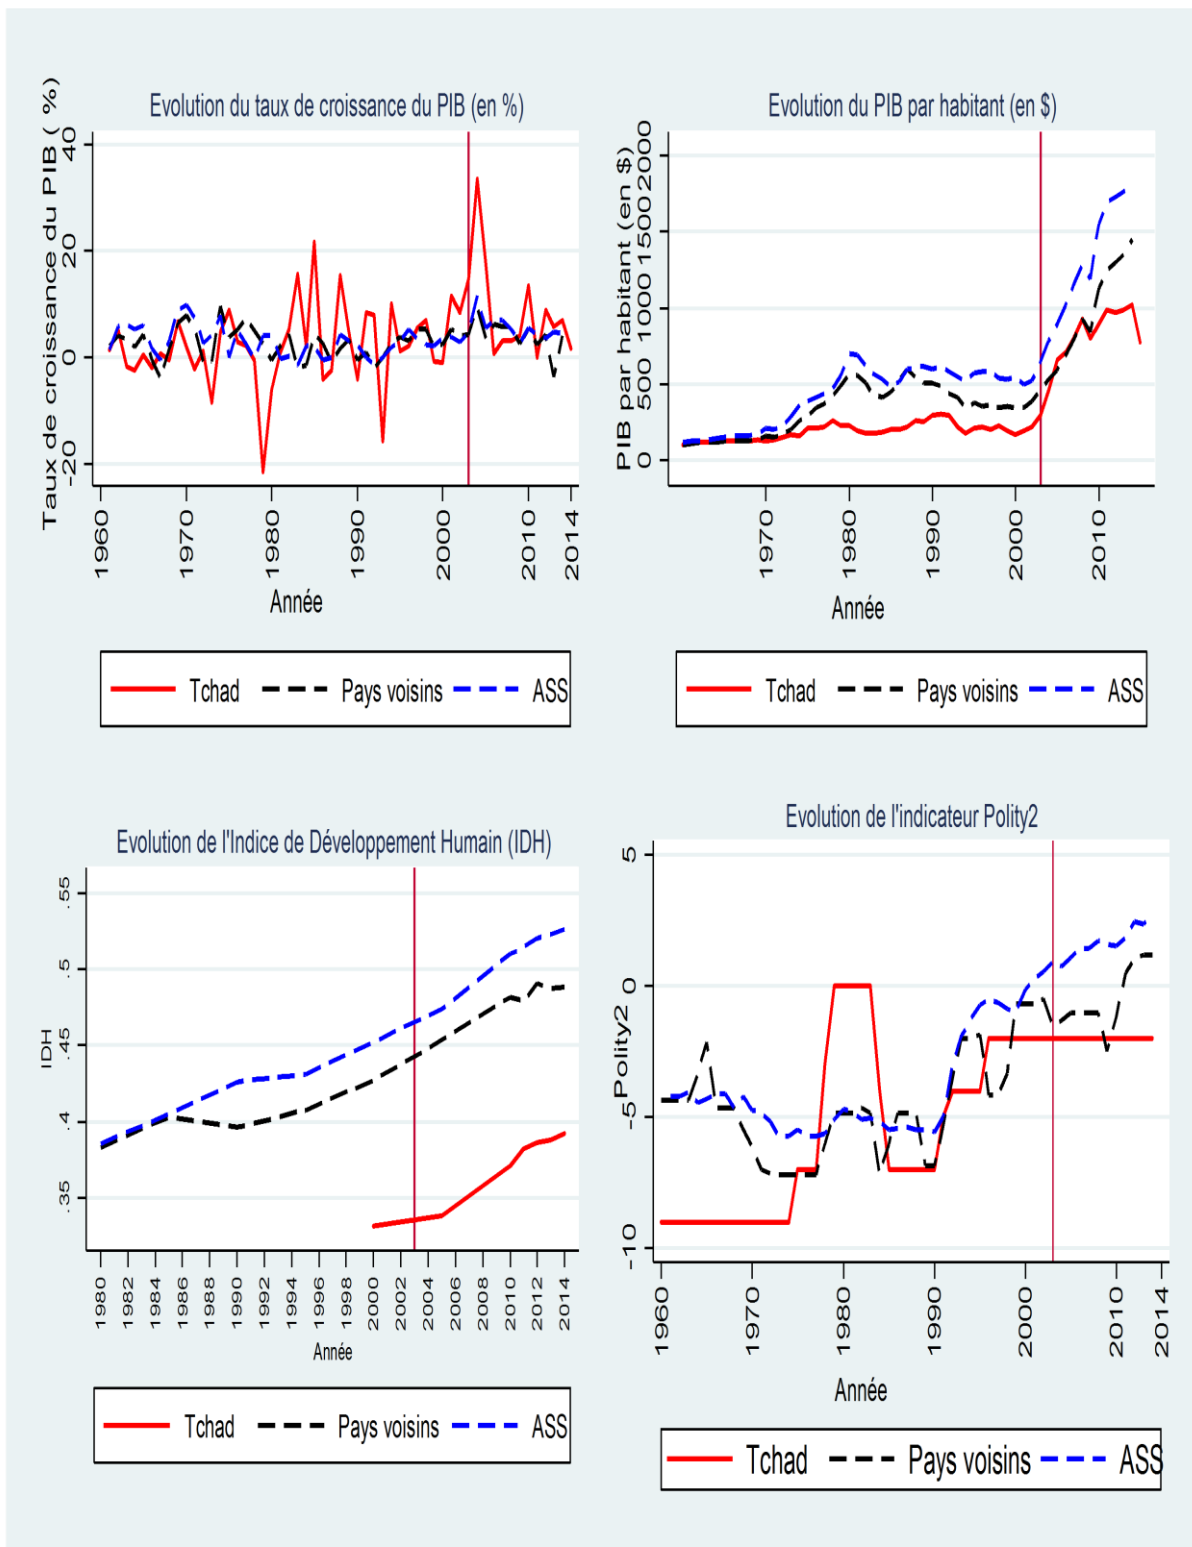 Evolution du taux de croissance du PIB (en %)
Taux de croissance du PIB ( %)
40
20
0
-20
1960
1970
1980
1990
2000
2010
2014
Année
Tchad
Pays voisins
ASS
Evolution du PIB par habitant (en $)
PIB par habitant (en $)
2000
1500
1000
500
0
1970
1980
1990
2000
2010
Année
Tchad
Pays voisins
ASS
Evolution de l'Indice de Développement Humain (IDH)
IDH
.55
.5
.45
.4
.35
1980
1982
1984
1986
1988
1990
1992
1994
1996
1998
2000
2002
2004
2006
2008
2010
2012
2014
Année
Tchad
Pays voisins
ASS
Evolution de l'indicateur Polity2
Polity2
5
0
-5
-10
1960
1970
1980
1990
2000
2010
2014
Année
Tchad
Pays voisins
ASS